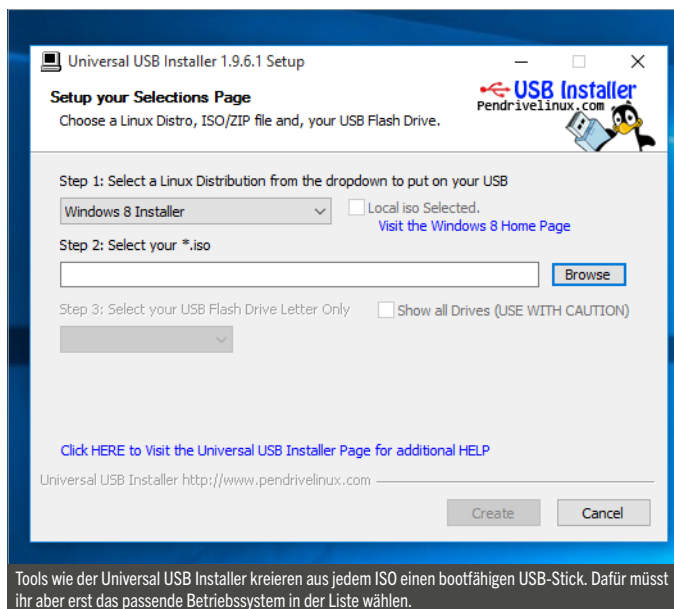 Universal USB Installer 1.9.6.1 Setup
Setup your Selections Page
Choose a Linux Distro, ISO/ZIP file and, your USB Flash Drive.
USB Installer
Pendrivelinux.com
Step 1: Select a Linux Distribution from the dropdown to put on your USB
Windows 8 Installer
Local iso Selected.
Visit the Windows 8 Home Page
Step 2: Select your *.iso
Browse
Step 3: Select your USB Flash Drive Letter Only
Show all Drives (USE WITH CAUTION)
Click HERE to Visit the Universal USB Installer Page for additional HELP
Universal USB Installer http://www.pendrivelinux.com
Create
Cancel
Tools wie der Universal USB Installer kreieren aus jedem ISO einen bootfähigen USB-Stick. Dafür müsst
ihr aber erst das passende Betriebssystem in der Liste wählen.